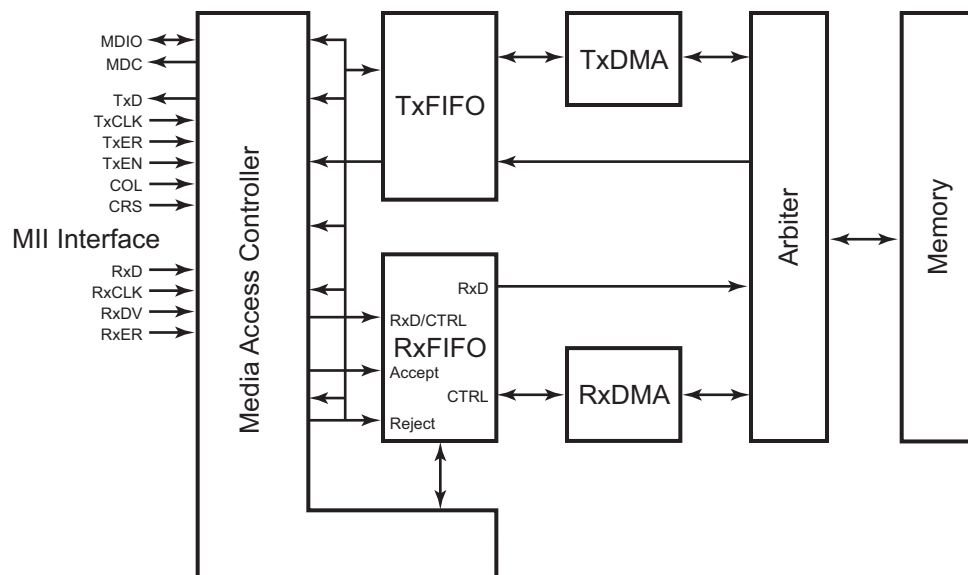 MDIO
MDC
TxD
TxCLK
TxER
TxEN
COL
CRS
MII Interface
RxD
RxCLK
RxDV
RxER
Media Access Controller
TxFIFO
TxDMA
RxD
RxD/CTRL
RxFIFO
Accept
CTRL
Reject
RxDMA
Arbiter
Memory